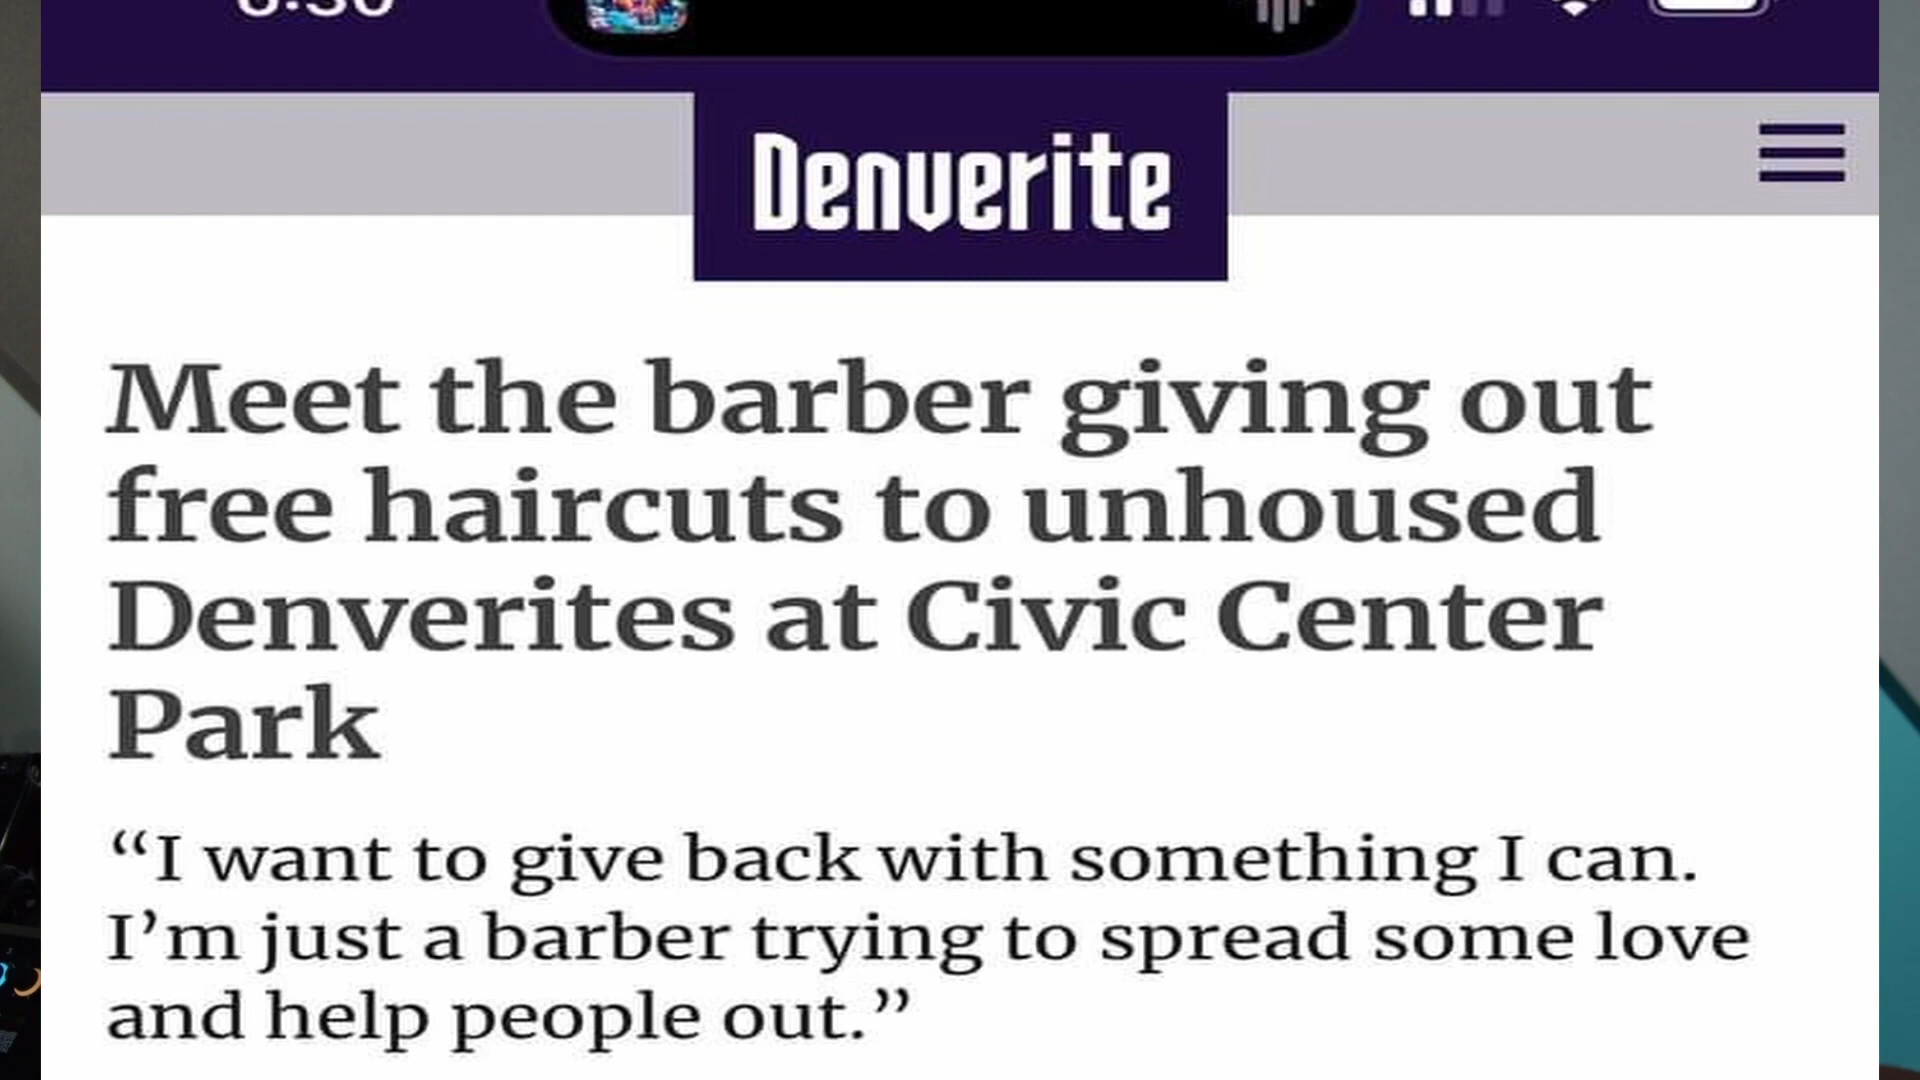 Denverite
Meet the barber giving out
free haircuts to unhoused
Denverites at Civic Center
Park
“I want to give back with something I can.
I’m just a barber trying to spread some love
and help people out.”